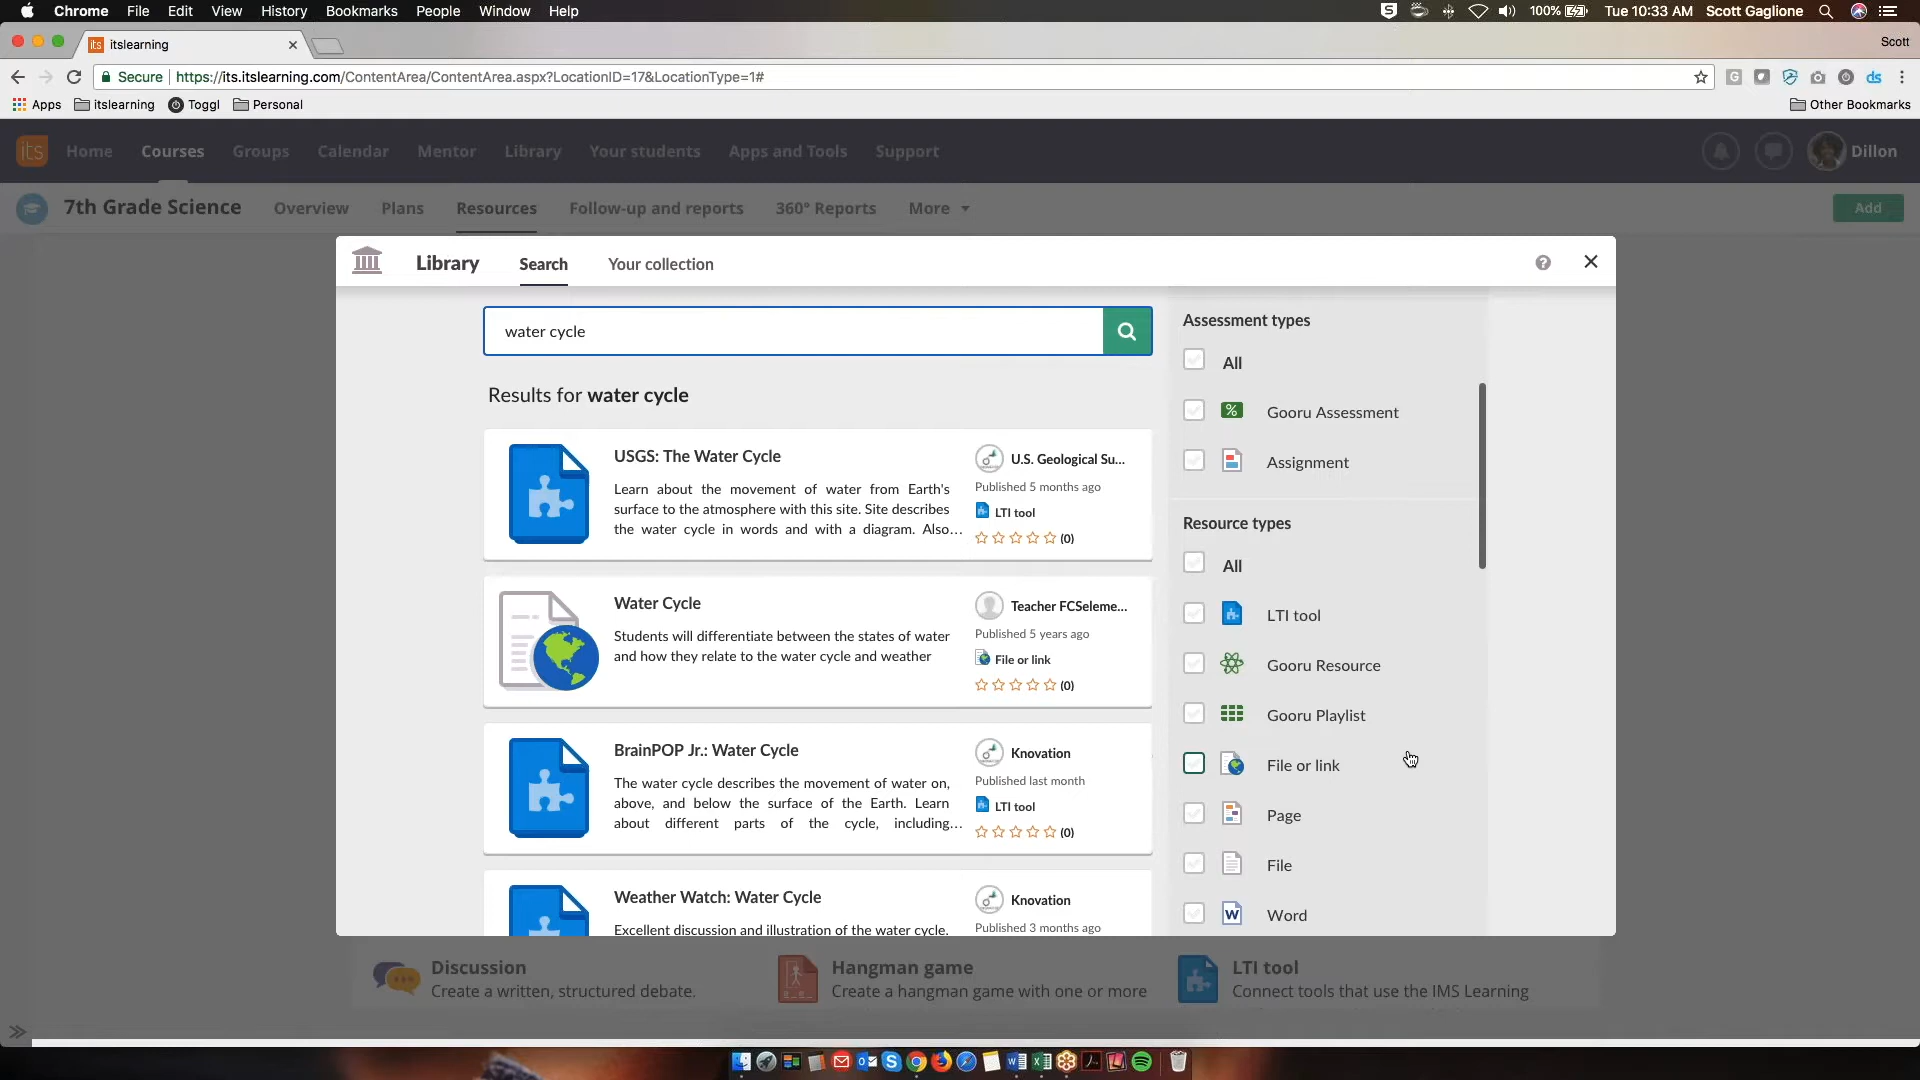 Chrome File Edit View History Bookmarks People Window Help
100% Tue 10:33 AM Scott Gaglione
its itslearning
Scott
Secure https://its.itslearning.com/ContentArea/ContentArea.aspx?LocationID=17&LocationType=1#
Apps itslearning Toggl Personal Other Bookmarks
its Home Courses Groups Calendar Mentor Library Your students Apps and Tools Support Dillon
7th Grade Science Overview Plans Resources Follow-up and reports 360° Reports More Add
Library Search Your collection
water cycle
Results for water cycle
USGS: The Water Cycle
Learn about the movement of water from Earth's
surface to the atmosphere with this site. Site describes
the water cycle in words and with a diagram. Also...
U.S. Geological Su...
Published 5 months ago
LTI tool
(0)
Water Cycle
Students will differentiate between the states of water
and how they relate to the water cycle and weather
Teacher FCSeleme...
Published 5 years ago
File or link
(0)
BrainPOP Jr.: Water Cycle
The water cycle describes the movement of water on,
above, and below the surface of the Earth. Learn
about different parts of the cycle, including...
Knovation
Published last month
LTI tool
(0)
Weather Watch: Water Cycle
Excellent discussion and illustration of the water cycle.
Knovation
Published 3 months ago
Assessment types
All
Gooru Assessment
Assignment
Resource types
All
LTI tool
Gooru Resource
Gooru Playlist
File or link
Page
File
Word
Discussion
Create a written, structured debate.
Hangman game
Create a hangman game with one or more
LTI tool
Connect tools that use the IMS Learning